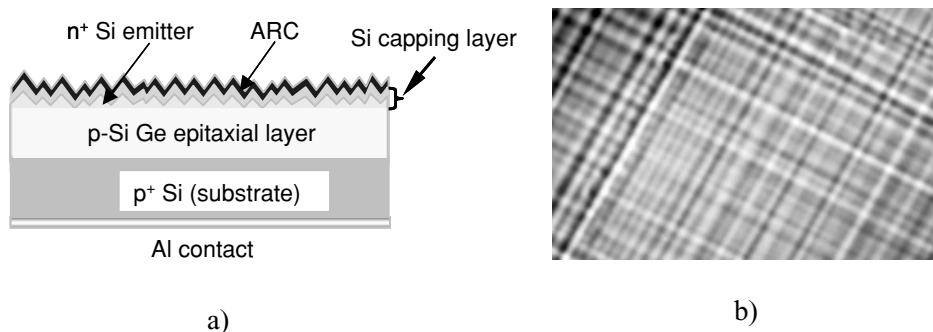 n⁺ Si emitter
ARC
Si capping layer
p-Si Ge epitaxial layer
p⁺ Si (substrate)
Al contact
a)
b)